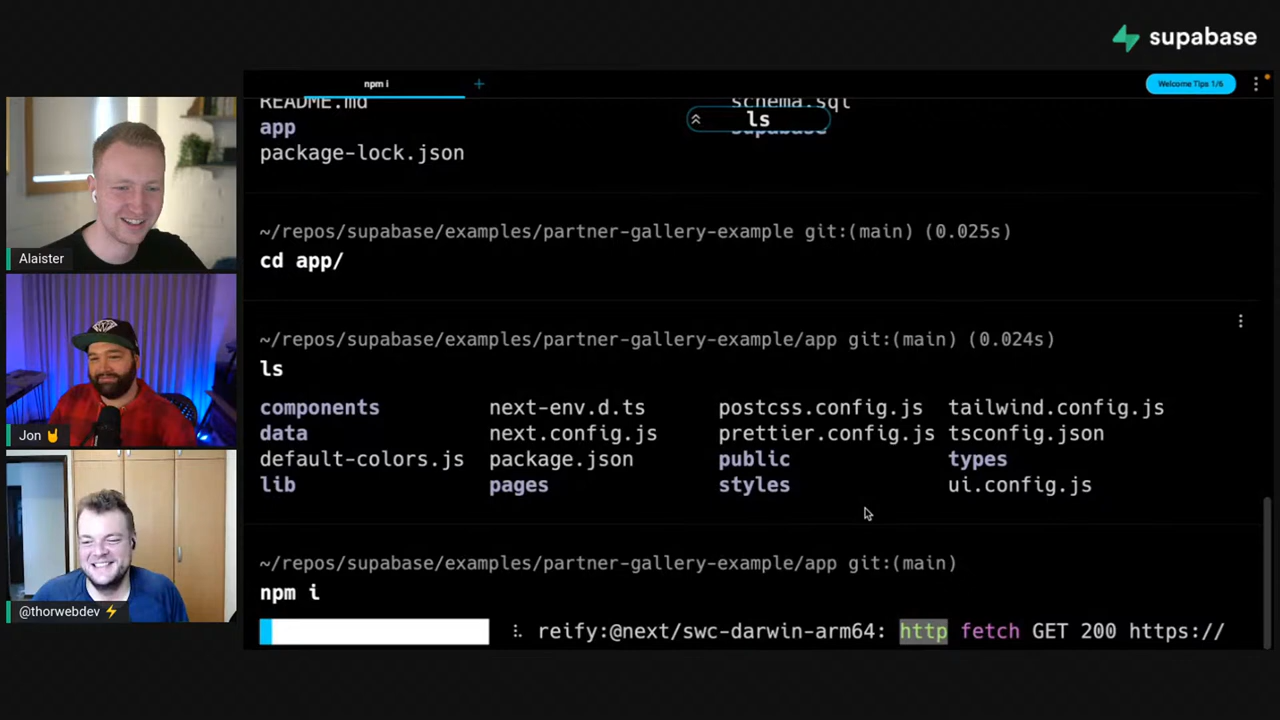 supabase
npm i
Welcome Tips 1/6
README.md schema.sql
ls
app supabase
package-lock.json
~/repos/supabase/examples/partner-gallery-example git:(main) (0.025s)
cd app/
~/repos/supabase/examples/partner-gallery-example/app git:(main) (0.024s)
ls
components next-env.d.ts postcss.config.js tailwind.config.js
data next.config.js prettier.config.js tsconfig.json
default-colors.js package.json public types
lib pages styles ui.config.js
~/repos/supabase/examples/partner-gallery-example/app git:(main)
npm i
reify:@next/swc-darwin-arm64: http fetch GET 200 https://
Alaister
Jon 🤘
@thorwebdev ⚡